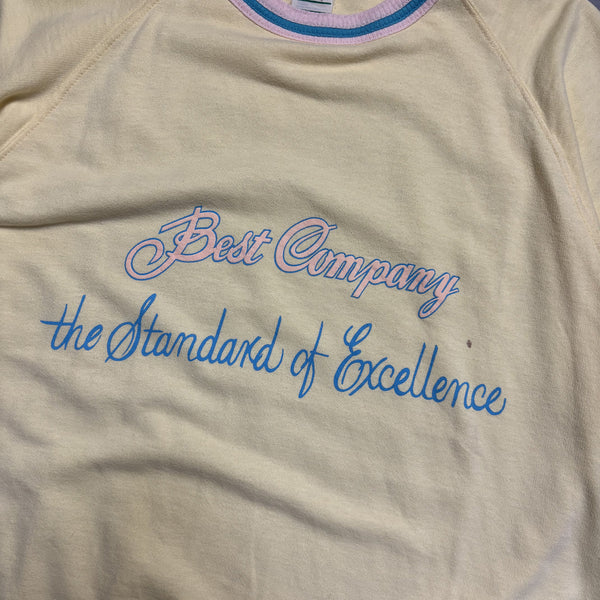 Best Company
the Standard of Excellence